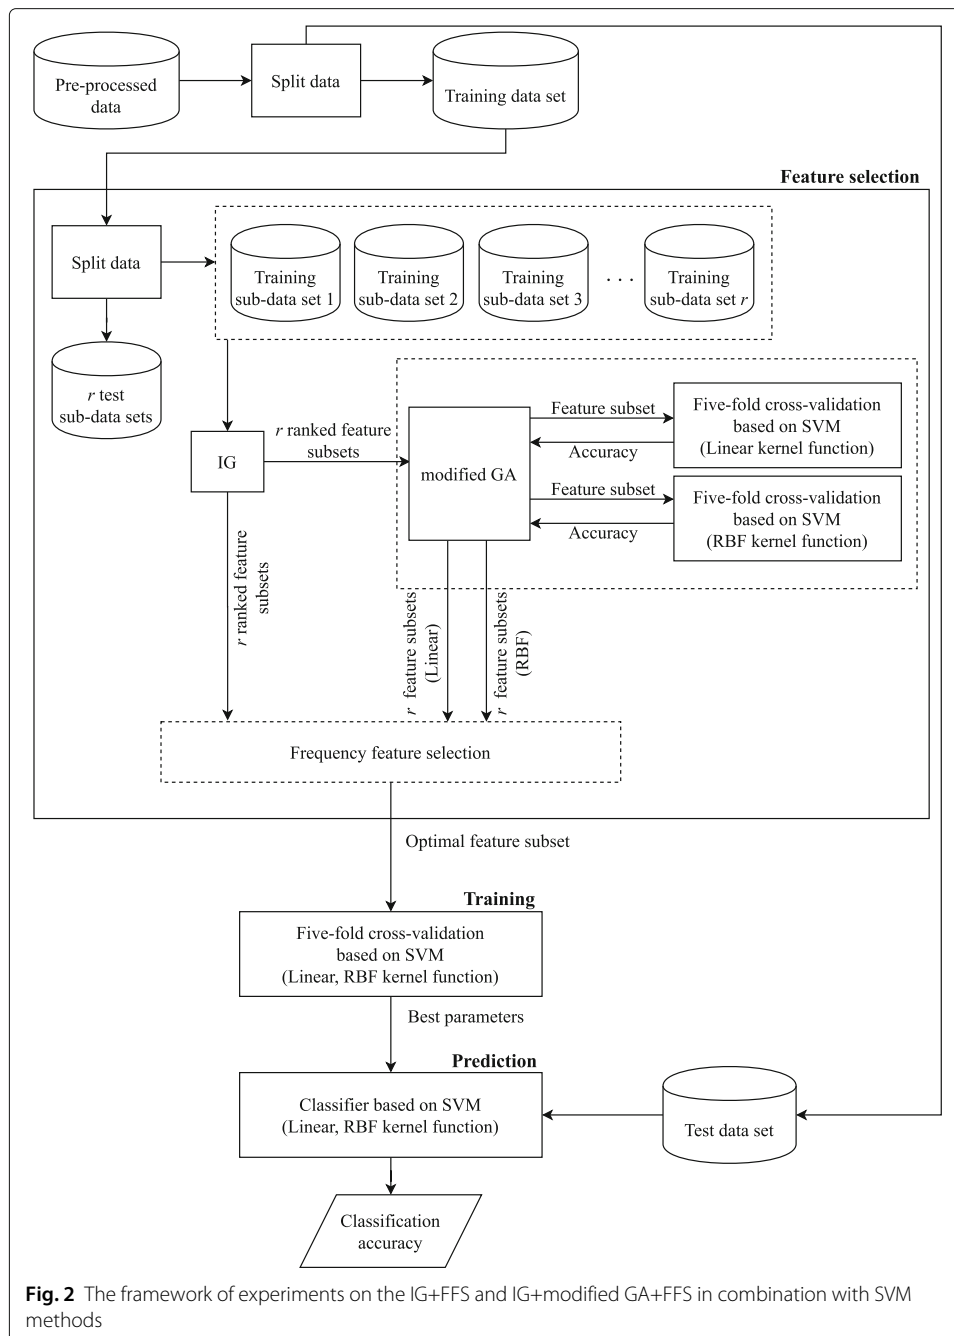 Pre-processed
data
Split data
Training data set
Feature selection
Split data
Training
sub-data set 1
Training
sub-data set 2
Training
sub-data set 3
. . .
Training
sub-data set r
r test
sub-data sets
IG
r ranked feature
subsets
modified GA
Feature subset
Accuracy
Five-fold cross-validation
based on SVM
(Linear kernel function)
Feature subset
Accuracy
Five-fold cross-validation
based on SVM
(RBF kernel function)
r ranked feature
subsets
r feature subsets
(Linear)
r feature subsets
(RBF)
Frequency feature selection
Optimal feature subset
Training
Five-fold cross-validation
based on SVM
(Linear, RBF kernel function)
Best parameters
Prediction
Classifier based on SVM
(Linear, RBF kernel function)
Test data set
Classification
accuracy
Fig. 2 The framework of experiments on the IG+FFS and IG+modified GA+FFS in combination with SVM
methods